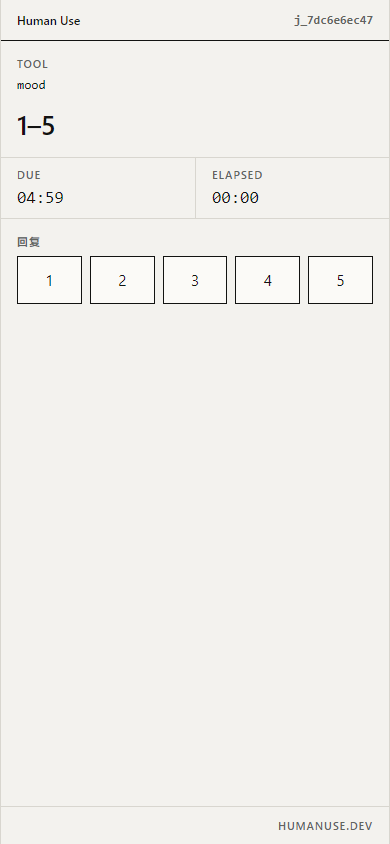 Human Use
j_7dc6e6ec47
TOOL
mood
1–5
DUE
ELAPSED
04:59
00:00
回复
1
2
3
4
5
HUMANUSE.DEV